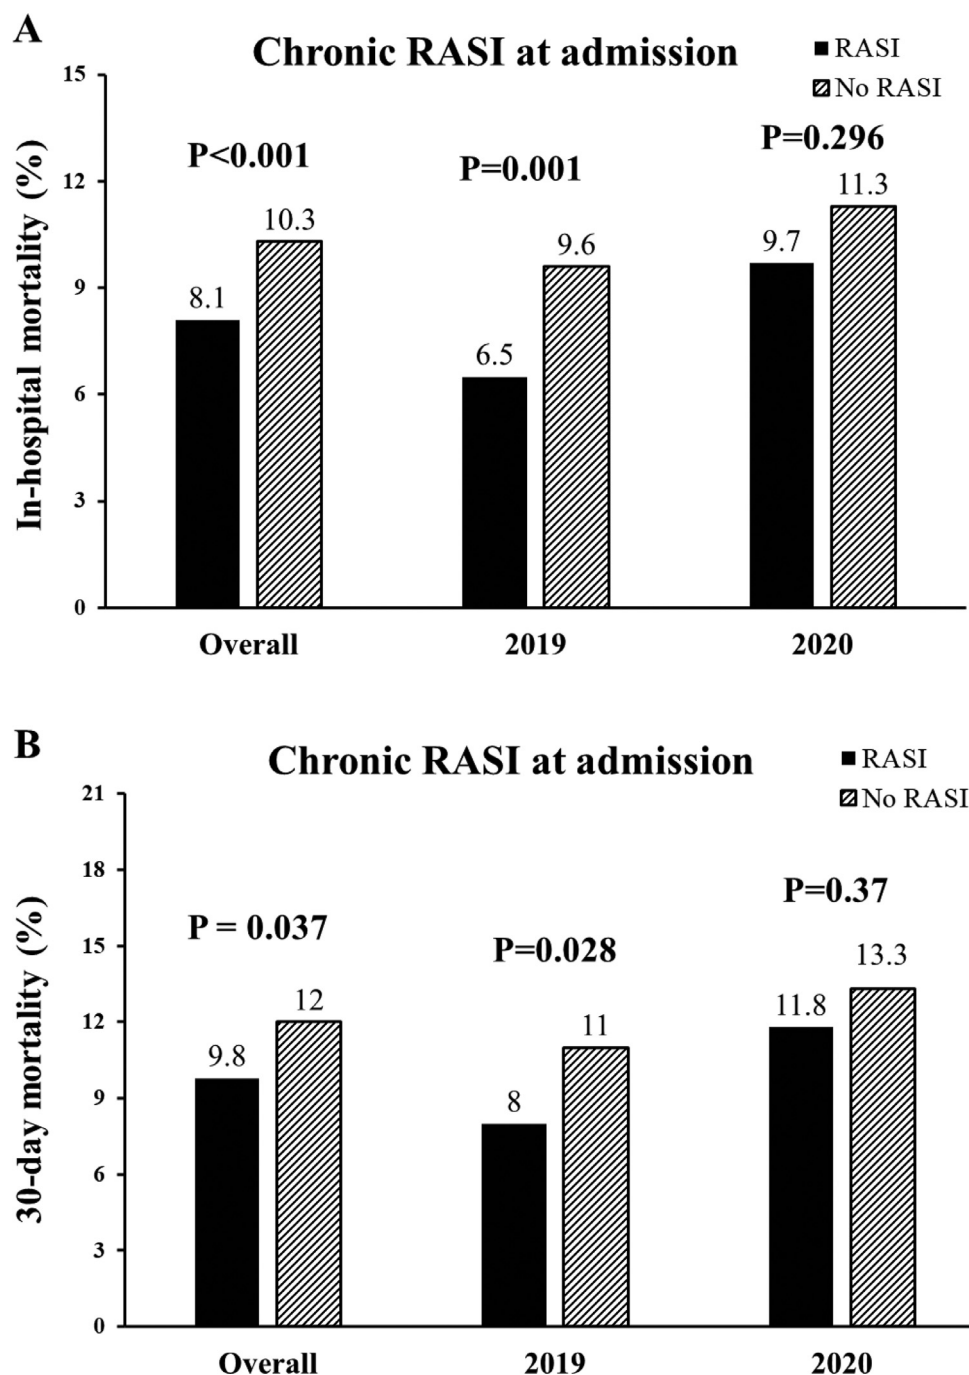 A
Chronic RASI at admission
RASI
No RASI
In-hospital mortality (%)
15
12
9
6
3
0
P<0.001
P=0.001
P=0.296
8.1
10.3
6.5
9.6
9.7
11.3
Overall
2019
2020
B
Chronic RASI at admission
RASI
No RASI
30-day mortality (%)
21
18
15
12
9
6
3
0
P = 0.037
P=0.028
P=0.37
9.8
12
8
11
11.8
13.3
Overall
2019
2020